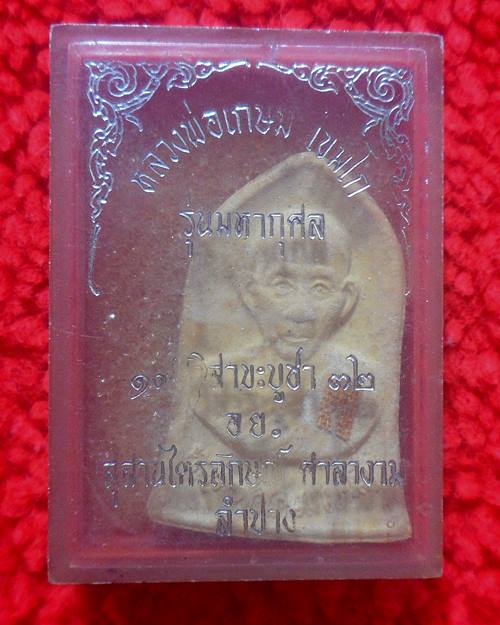 หลวงพ่อเกษม เขมโก
รุ่นมหากุศล
วิสาขะบูชา ๓๒
อ ย.
สุสานไตรลักษณ์ ศาลางาม
ลำปาง